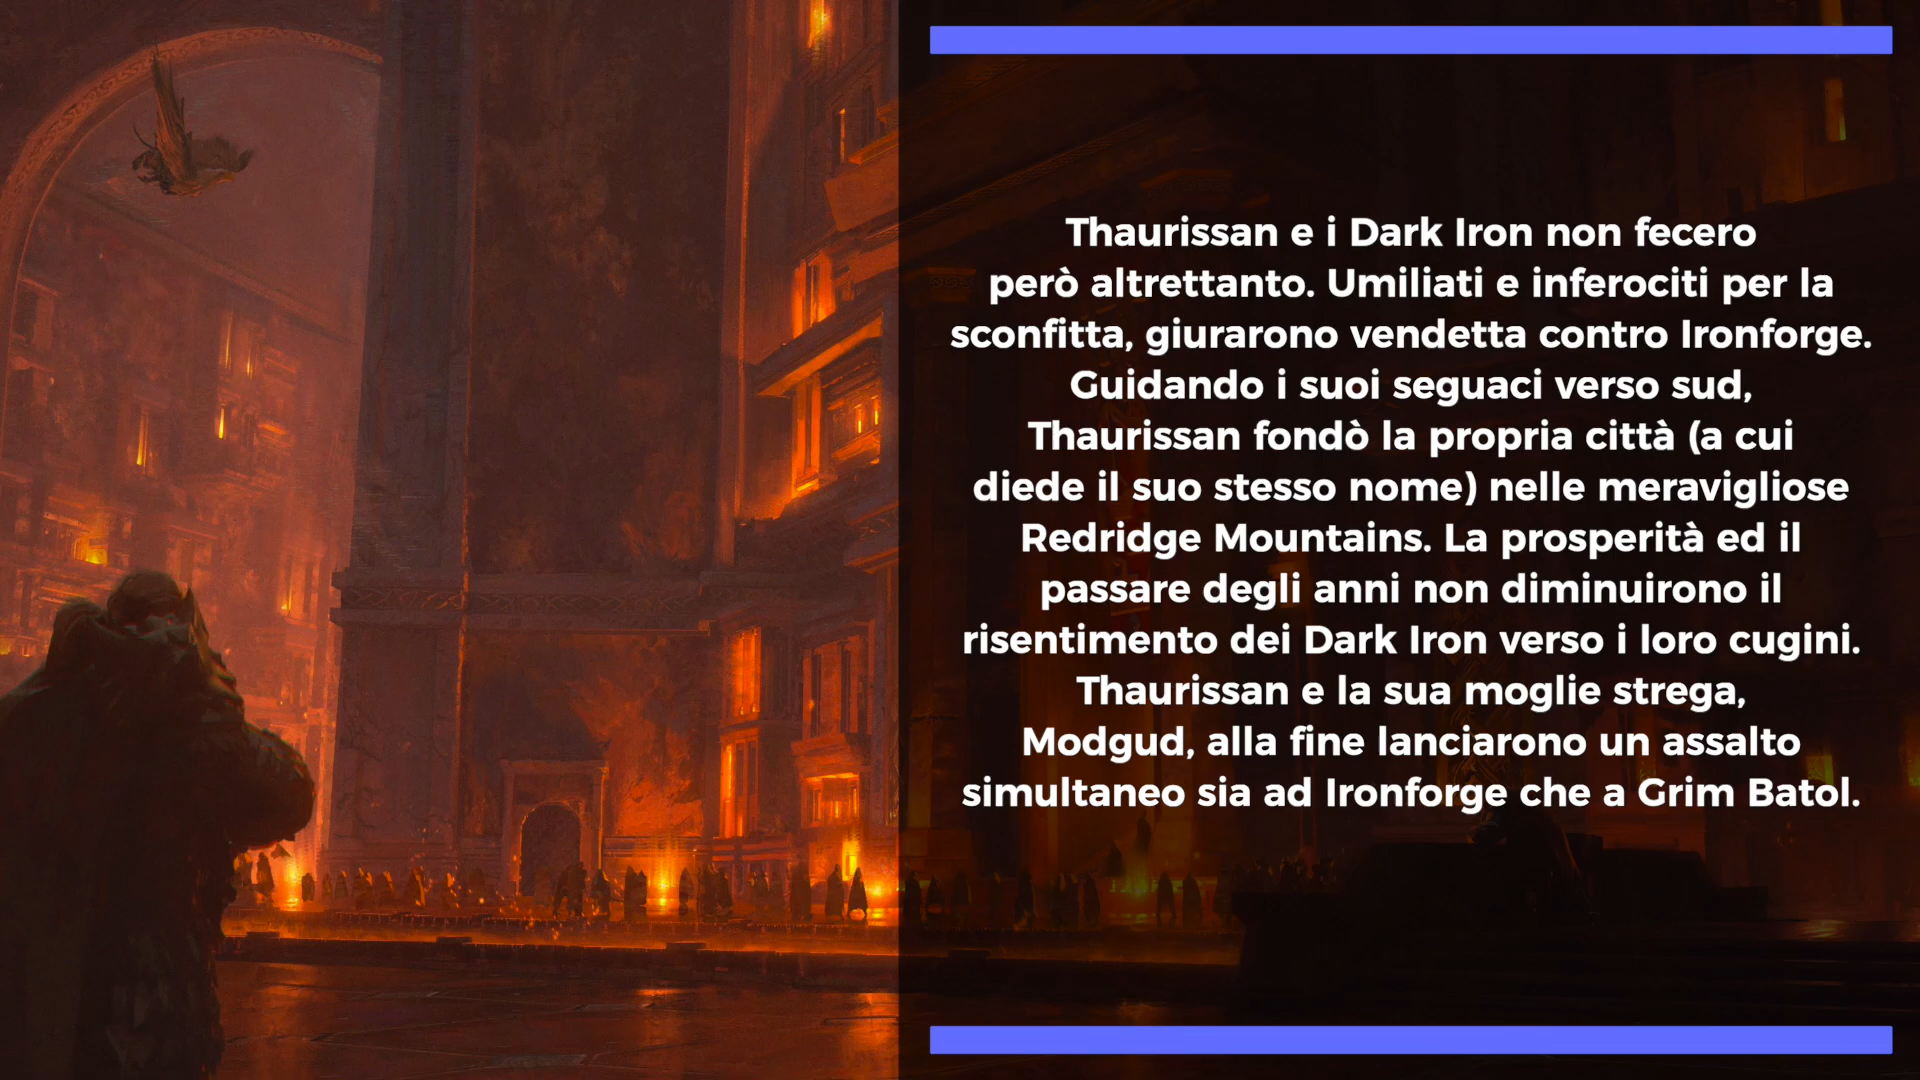 Thaurissan e i Dark Iron non fecero
però altrettanto. Umiliati e inferociti per la
sconfitta, giurarono vendetta contro Ironforge.
Guidando i suoi seguaci verso sud,
Thaurissan fondò la propria città (a cui
diede il suo stesso nome) nelle meravigliose
Redridge Mountains. La prosperità ed il
passare degli anni non diminuirono il
risentimento dei Dark Iron verso i loro cugini.
Thaurissan e la sua moglie strega,
Modgud, alla fine lanciarono un assalto
simultaneo sia ad Ironforge che a Grim Batol.